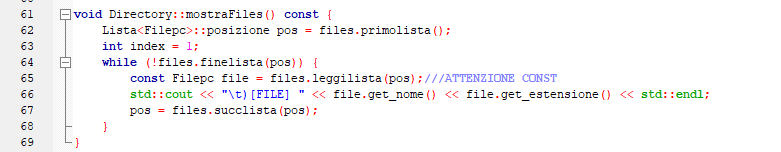 61 void Directory::mostraFiles() const {
62 Lista<Filepc>::posizione pos = files.primolista();
63 int index = 1;
64 while (!files.finelista(pos)) {
65 const Filepc file = files.leggilista(pos);///ATTENZIONE CONST
66 std::cout << "\t)[FILE] " << file.get_nome() << file.get_estensione() << std::endl;
67 pos = files.succlista(pos);
68 }
69 }